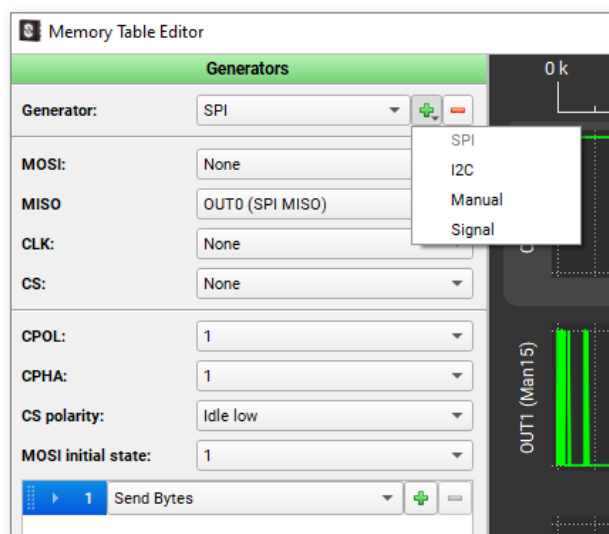 Memory Table Editor
Generators
0 k
Generator:
SPI
SPI
I2C
Manual
Signal
MOSI:
None
MISO
OUT0 (SPI MISO)
CLK:
None
CS:
None
CPOL:
1
CPHA:
1
CS polarity:
Idle low
MOSI initial state:
1
OUT1 (Man15)
1
Send Bytes